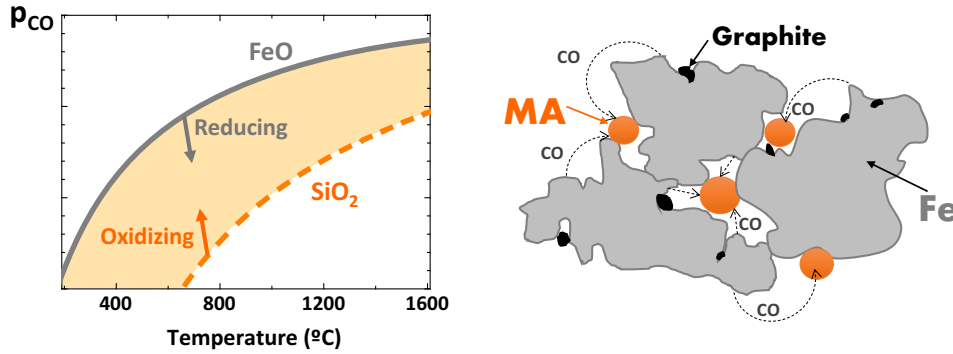 pCO
FeO
Reducing
SiO2
Oxidizing
400
800
1200
1600
Temperature (ºC)
Graphite
CO
MA
CO
CO
CO
Fe
CO